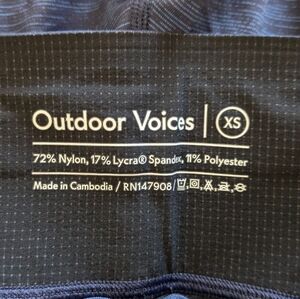 Outdoor Voices | XS
72% Nylon, 17% Lycra® Spandex, 11% Polyester
Made in Cambodia / RN147908 /